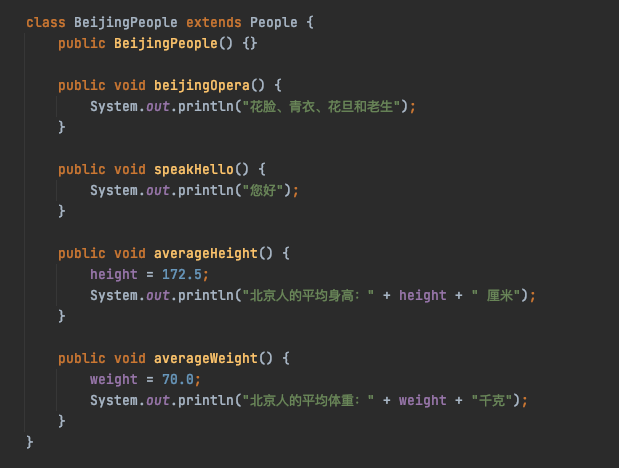 class BeijingPeople extends People {
public BeijingPeople() {}
public void beijingOpera() {
System.out.println("花脸、青衣、花旦和老生");
}
public void speakHello() {
System.out.println("您好");
}
public void averageHeight() {
height = 172.5;
System.out.println("北京人的平均身高：" + height + " 厘米");
}
public void averageWeight() {
weight = 70.0;
System.out.println("北京人的平均体重：" + weight + "千克");
}
}